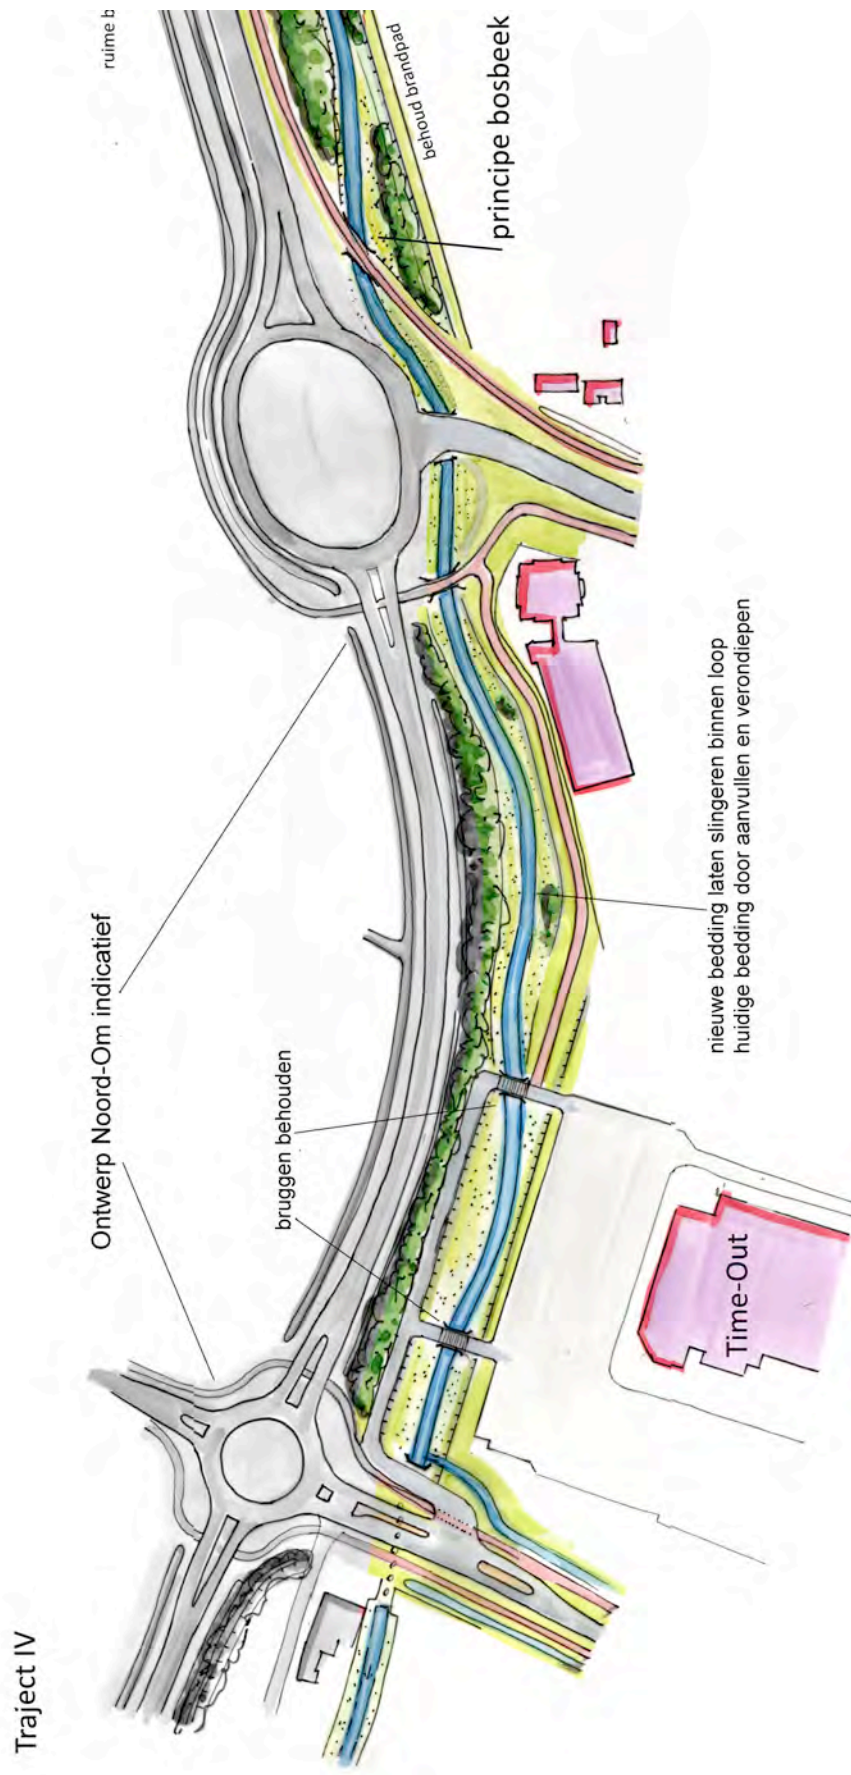 Traject IV
Ontwerp Noord-Om indicatief
bruggen behouden
Time-Out
nieuwe bedding laten slingeren binnen loop
huidige bedding door aanvullen en verondiepen
principe bosbeek
behoud brandpad
ruime b